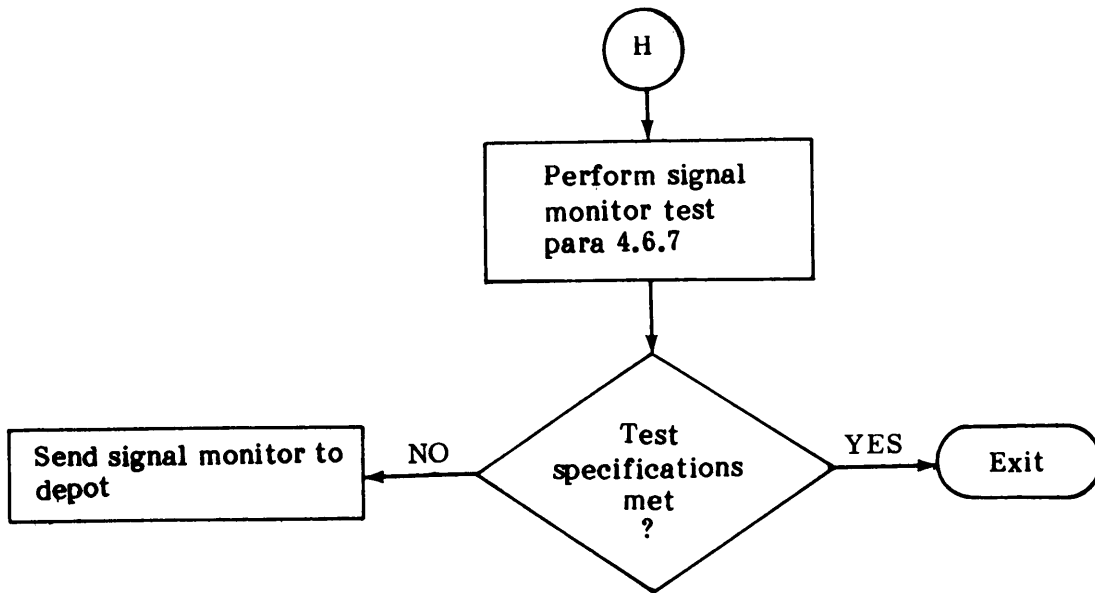 H
Perform signal
monitor test
para 4.6.7
Test
specifications
met
?
NO
Send signal monitor to
depot
YES
Exit